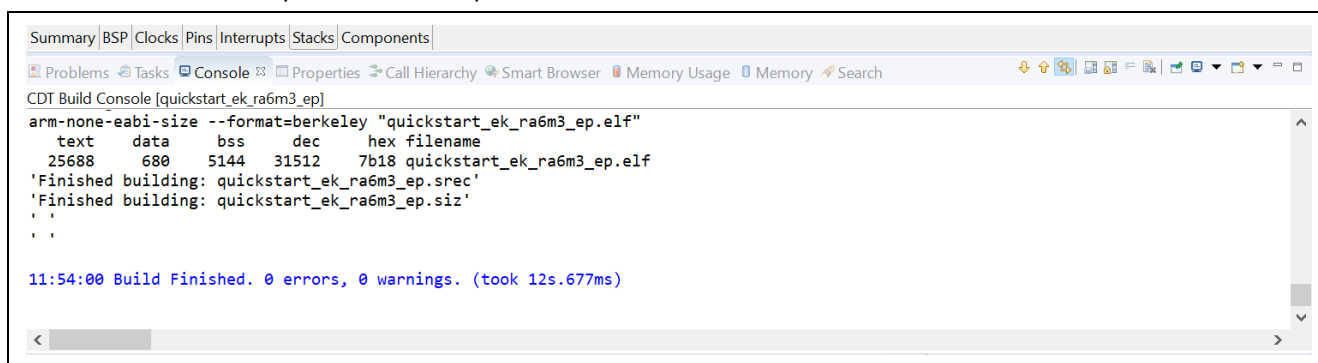 Summary BSP Clocks Pins Interrupts Stacks Components
Problems Tasks Console Properties Call Hierarchy Smart Browser Memory Usage Memory Search
CDT Build Console [quickstart_ek_ra6m3_ep]
arm-none-eabi-size --format=berkeley "quickstart_ek_ra6m3_ep.elf"
text data bss dec hex filename
25688 680 5144 31512 7b18 quickstart_ek_ra6m3_ep.elf
'Finished building: quickstart_ek_ra6m3_ep.srec'
'Finished building: quickstart_ek_ra6m3_ep.siz'
' '
' '
11:54:00 Build Finished. 0 errors, 0 warnings. (took 12s.677ms)